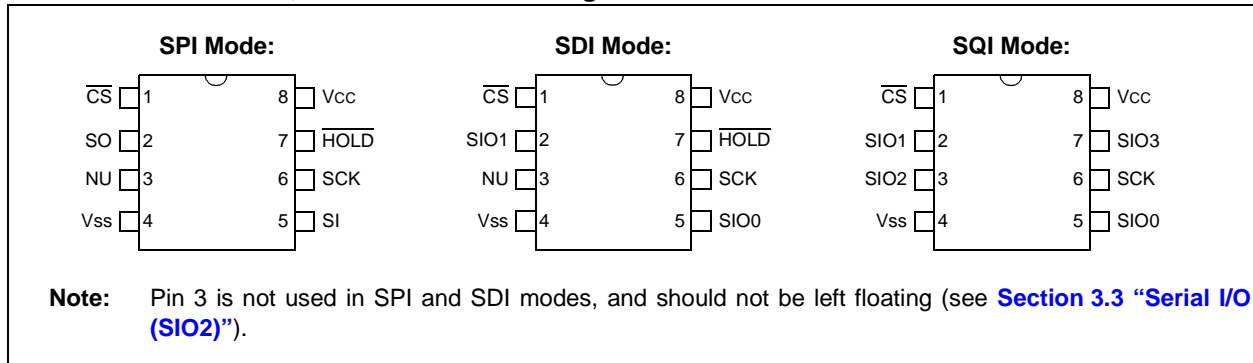 SPI Mode: SDI Mode: SQI Mode:
CS 1 8 VCC CS 1 8 VCC CS 1 8 VCC
SO 2 7 HOLD SIO1 2 7 HOLD SIO1 2 7 SIO3
NU 3 6 SCK NU 3 6 SCK SIO2 3 6 SCK
Vss 4 5 SI Vss 4 5 SIO0 Vss 4 5 SIO0
Note: Pin 3 is not used in SPI and SDI modes, and should not be left floating (see Section 3.3 “Serial I/O
(SIO2)”).